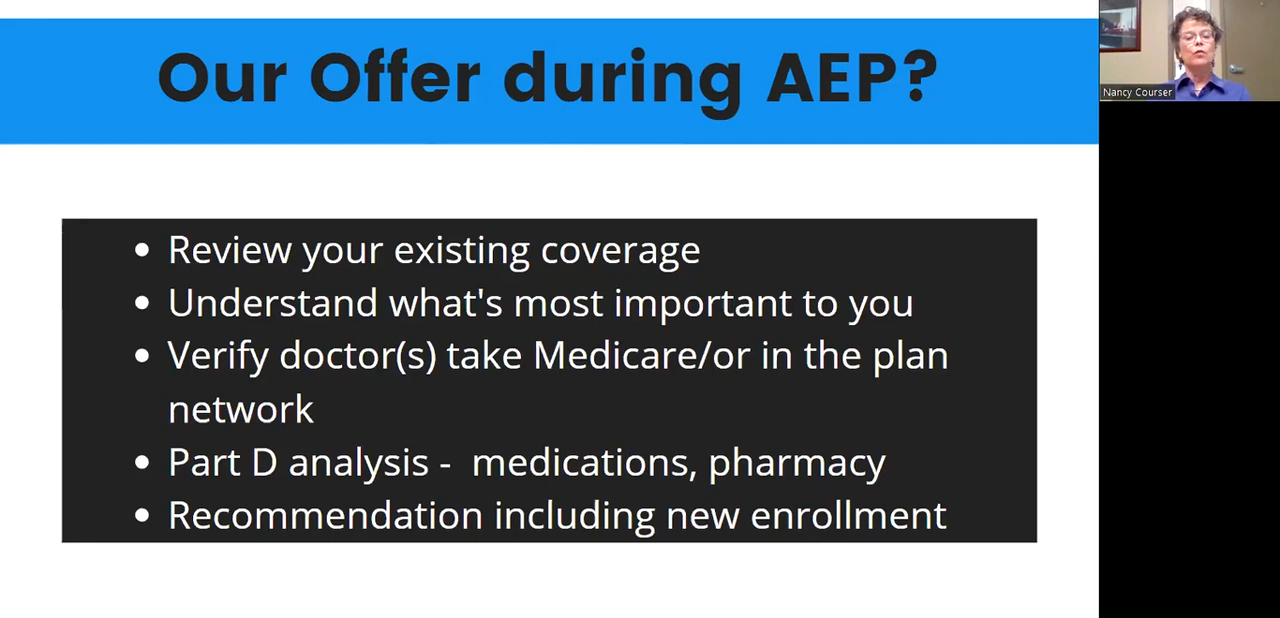 Our Offer during AEP?
Nancy Courser
• Review your existing coverage
• Understand what's most important to you
• Verify doctor(s) take Medicare/or in the plan
network
• Part D analysis -  medications, pharmacy
• Recommendation including new enrollment